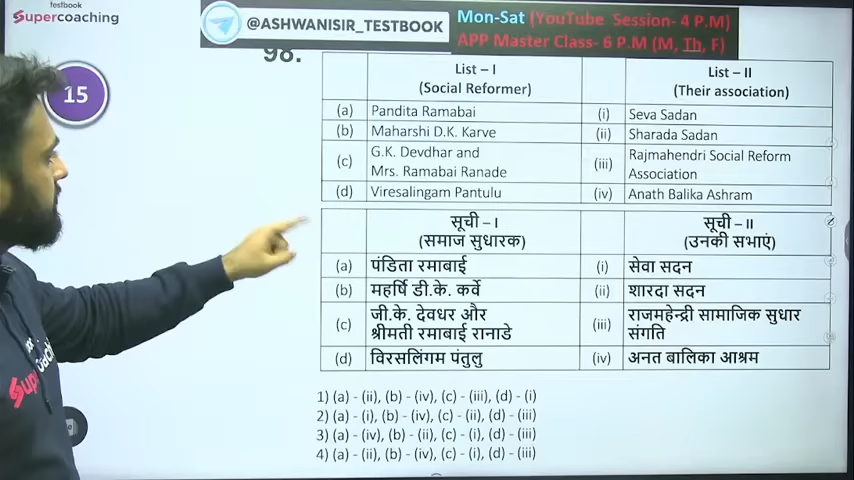 testbook
Supercoaching
@ASHWANISIR_TESTBOOK
Mon-Sat (YouTube Session- 4 P.M)
APP Master Class- 6 P.M (M, Th, F)
15
98.
List – I
(Social Reformer)
List – II
(Their association)
(a) Pandita Ramabai (i) Seva Sadan
(b) Maharshi D.K. Karve (ii) Sharada Sadan
(c) G.K. Devdhar and
Mrs. Ramabai Ranade
(iii) Rajmahendri Social Reform
Association
(d) Viresalingam Pantulu (iv) Anath Balika Ashram
सूची – I
(समाज सुधारक)
सूची – II
(उनकी सभाएं)
(a) पंडिता रमाबाई (i) सेवा सदन
(b) महर्षि डी.के. कर्वे (ii) शारदा सदन
(c) जी.के. देवधर और
श्रीमती रमाबाई रानाडे
(iii) राजमहेन्द्री सामाजिक सुधार
संगति
(d) विरसलिंगम पंतुलु (iv) अनत बालिका आश्रम
1) (a) - (ii), (b) - (iv), (c) - (iii), (d) - (i)
2) (a) - (i), (b) - (iv), (c) - (ii), (d) - (iii)
3) (a) - (iv), (b) - (ii), (c) - (i), (d) - (iii)
4) (a) - (ii), (b) - (iv), (c) - (i), (d) - (iii)